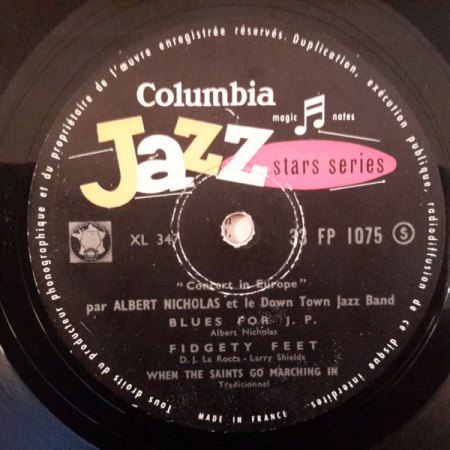 Tous droits du producteur phonographique et du propriétaire de l'œuvre enregistrée réservés. Duplication, exécution publique, radiodiffusion de ce disque interdites.
Columbia
magic notes
Jazz
stars series
XL 34
33 FP 1075 S
"Concert in Europe"
par ALBERT NICHOLAS et le Down Town Jazz Band
BLUES FOR J. P.
Albert Nicholas
FIDGETY FEET
D. J. La Rocca - Larry Shields
WHEN THE SAINTS GO MARCHING IN
Traditionnel
MADE IN FRANCE